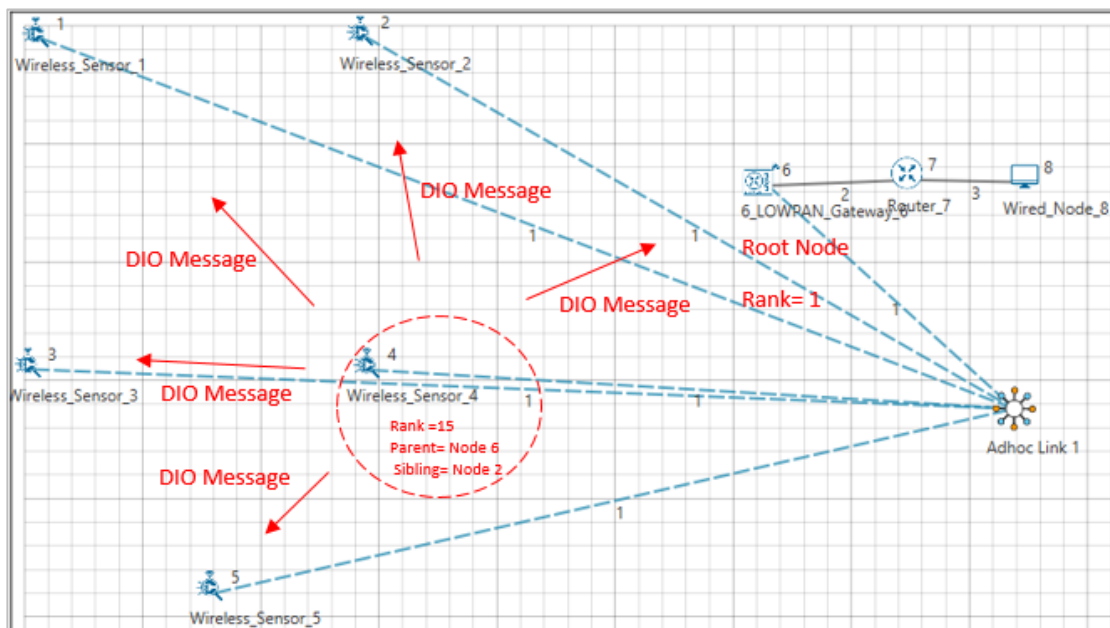 1
Wireless_Sensor_1
2
Wireless_Sensor_2
6
7
8
2
3
6_LOWPAN_Gateway_6
Router_7
Wired_Node_8
DIO Message
1
1
Root Node
DIO Message
DIO Message
Rank= 1
1
3
4
Wireless_Sensor_3
DIO Message
Wireless_Sensor_4
1
1
Rank =15
Parent= Node 6
Sibling= Node 2
Adhoc Link 1
DIO Message
1
5
Wireless_Sensor_5